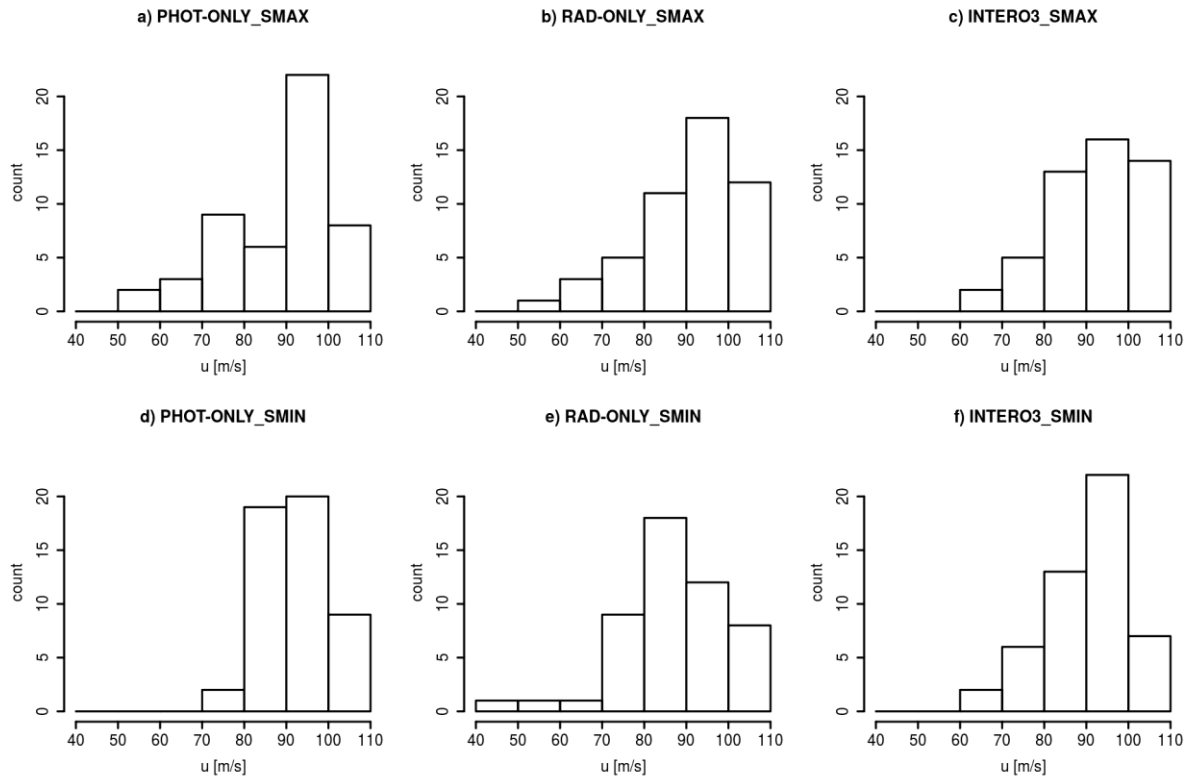 a) PHOT-ONLY_SMAX
b) RAD-ONLY_SMAX
c) INTERO3_SMAX
count
0 5 10 15 20
40 50 60 70 80 90 100 110
u [m/s]
count
0 5 10 15 20
40 50 60 70 80 90 100 110
u [m/s]
count
0 5 10 15 20
40 50 60 70 80 90 100 110
u [m/s]
d) PHOT-ONLY_SMIN
e) RAD-ONLY_SMIN
f) INTERO3_SMIN
count
0 5 10 15 20
40 50 60 70 80 90 100 110
u [m/s]
count
0 5 10 15 20
40 50 60 70 80 90 100 110
u [m/s]
count
0 5 10 15 20
40 50 60 70 80 90 100 110
u [m/s]